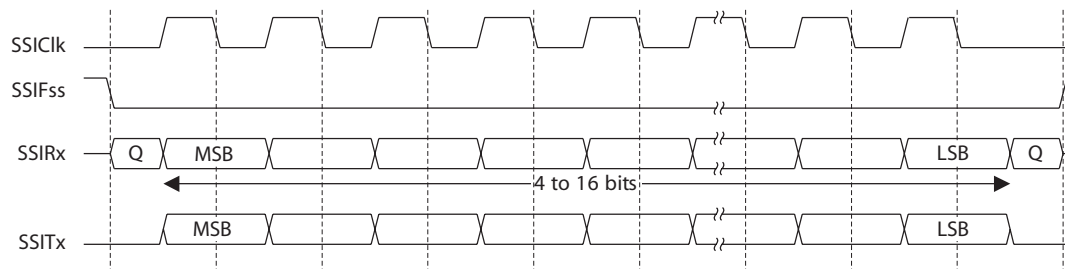 SSIClk
SSIFss
SSIRx Q MSB LSB Q
4 to 16 bits
SSITx MSB LSB